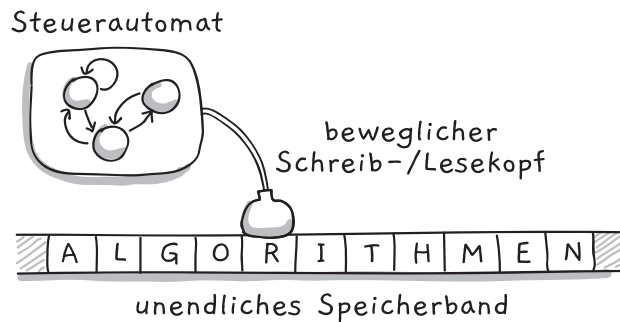 Steuerautomat
beweglicher
Schreib-/Lesekopf
A L G O R I T H M E N
unendliches Speicherband